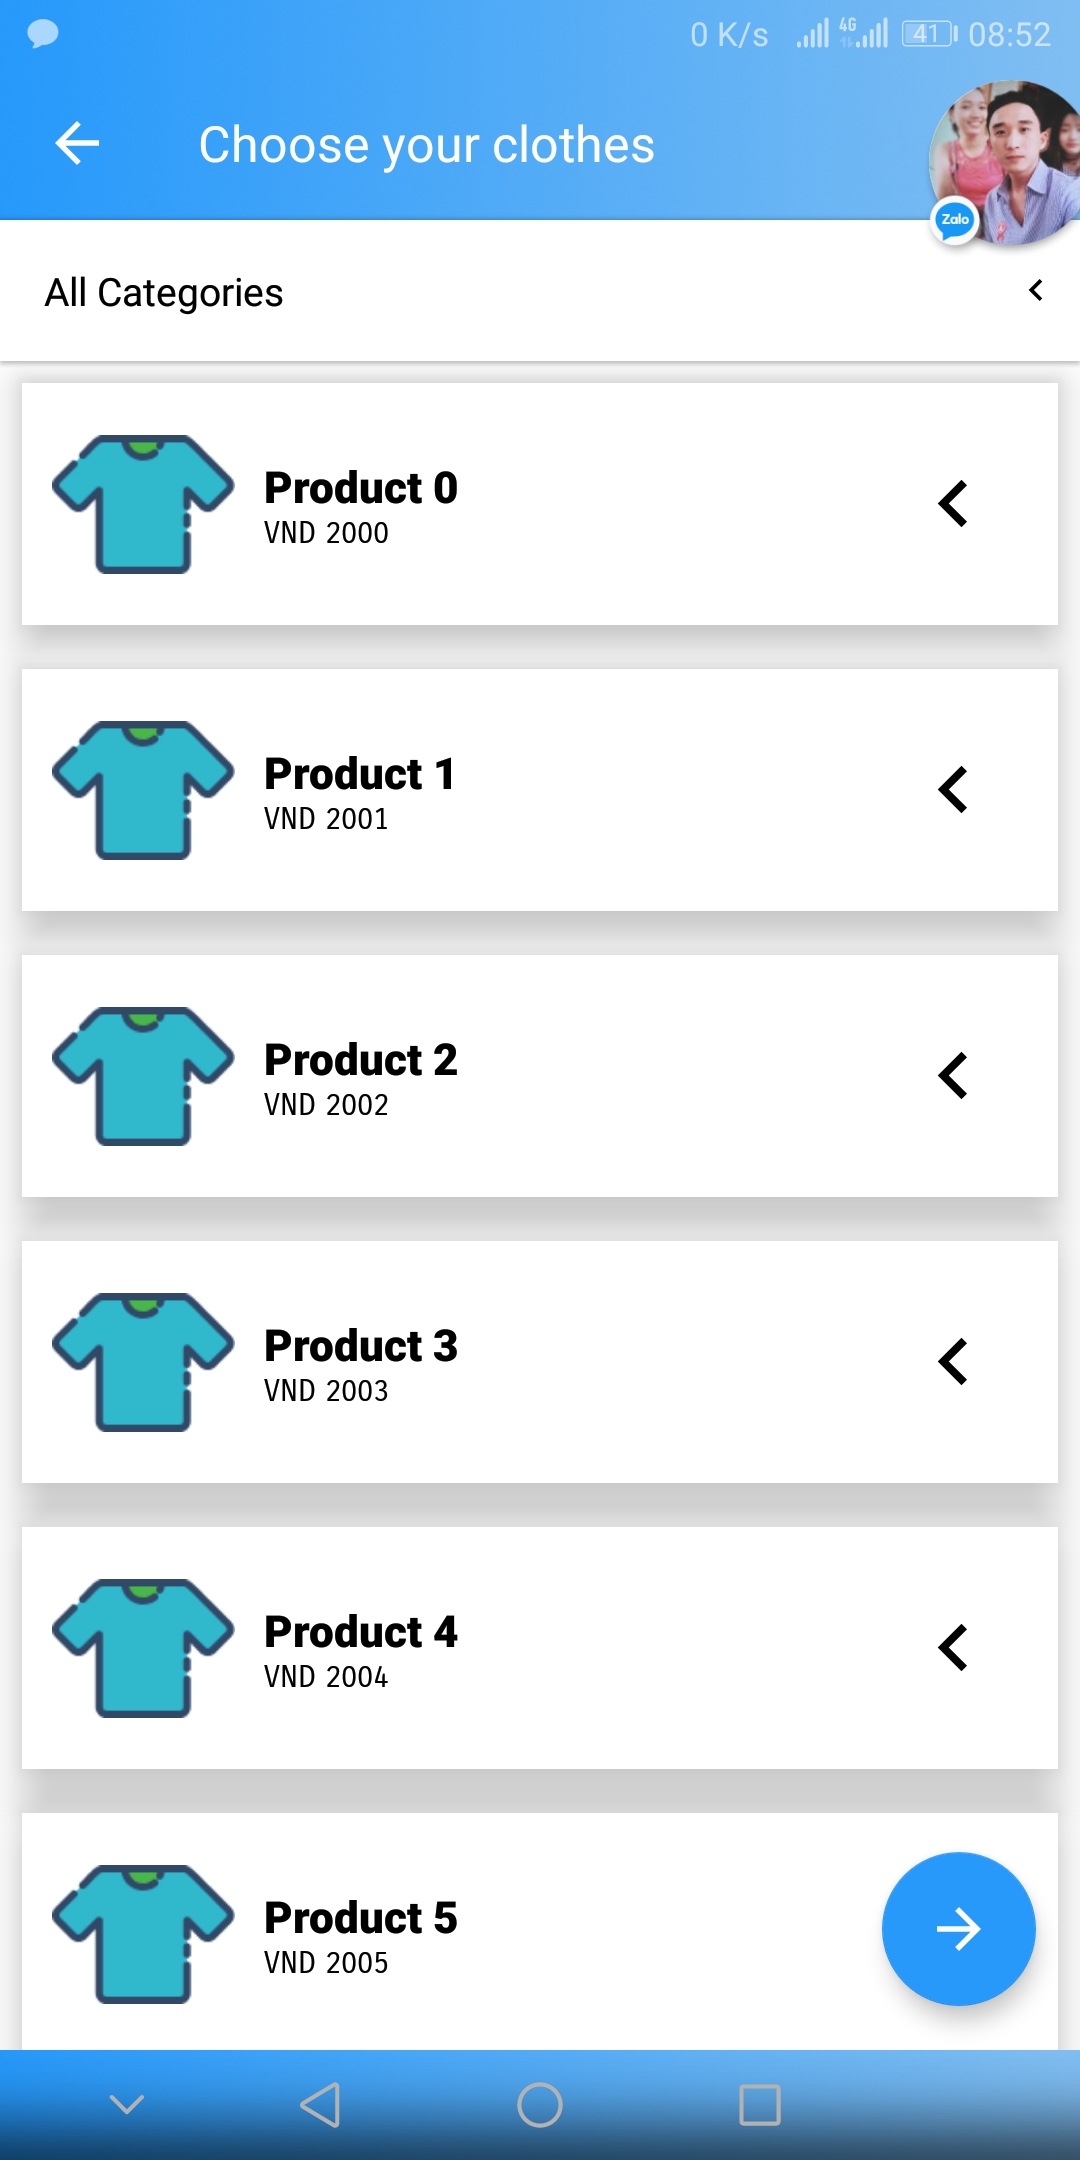 0 K/s 4G 41 08:52
Choose your clothes
Zalo
All Categories
Product 0
VND 2000
Product 1
VND 2001
Product 2
VND 2002
Product 3
VND 2003
Product 4
VND 2004
Product 5
VND 2005